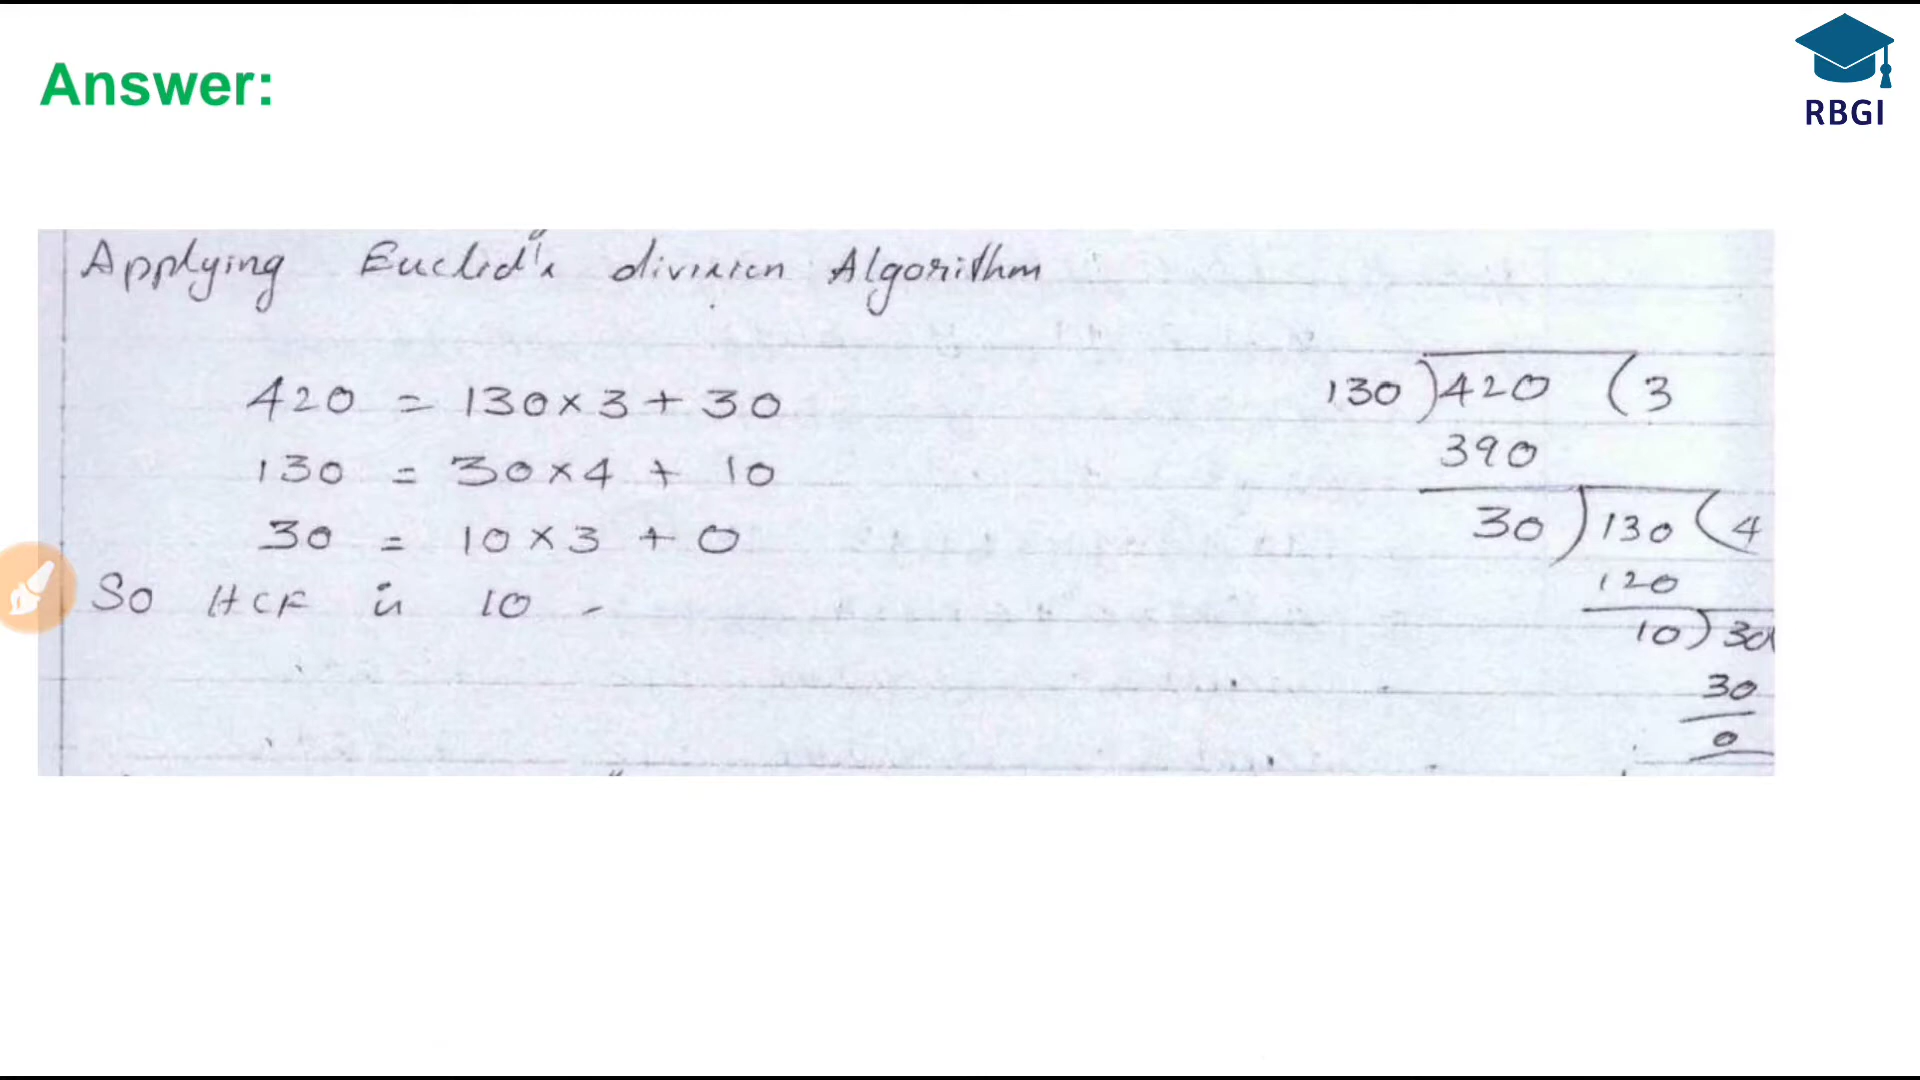 Answer:
RBGI
Applying Euclid's division Algorithm
420 = 130 × 3 + 30
130 = 30 × 4 + 10
30 = 10 × 3 + 0
So HCF is 10 -
130 ) 420 ( 3
390
30 ) 130 ( 4
120
10 ) 30 (
30
0